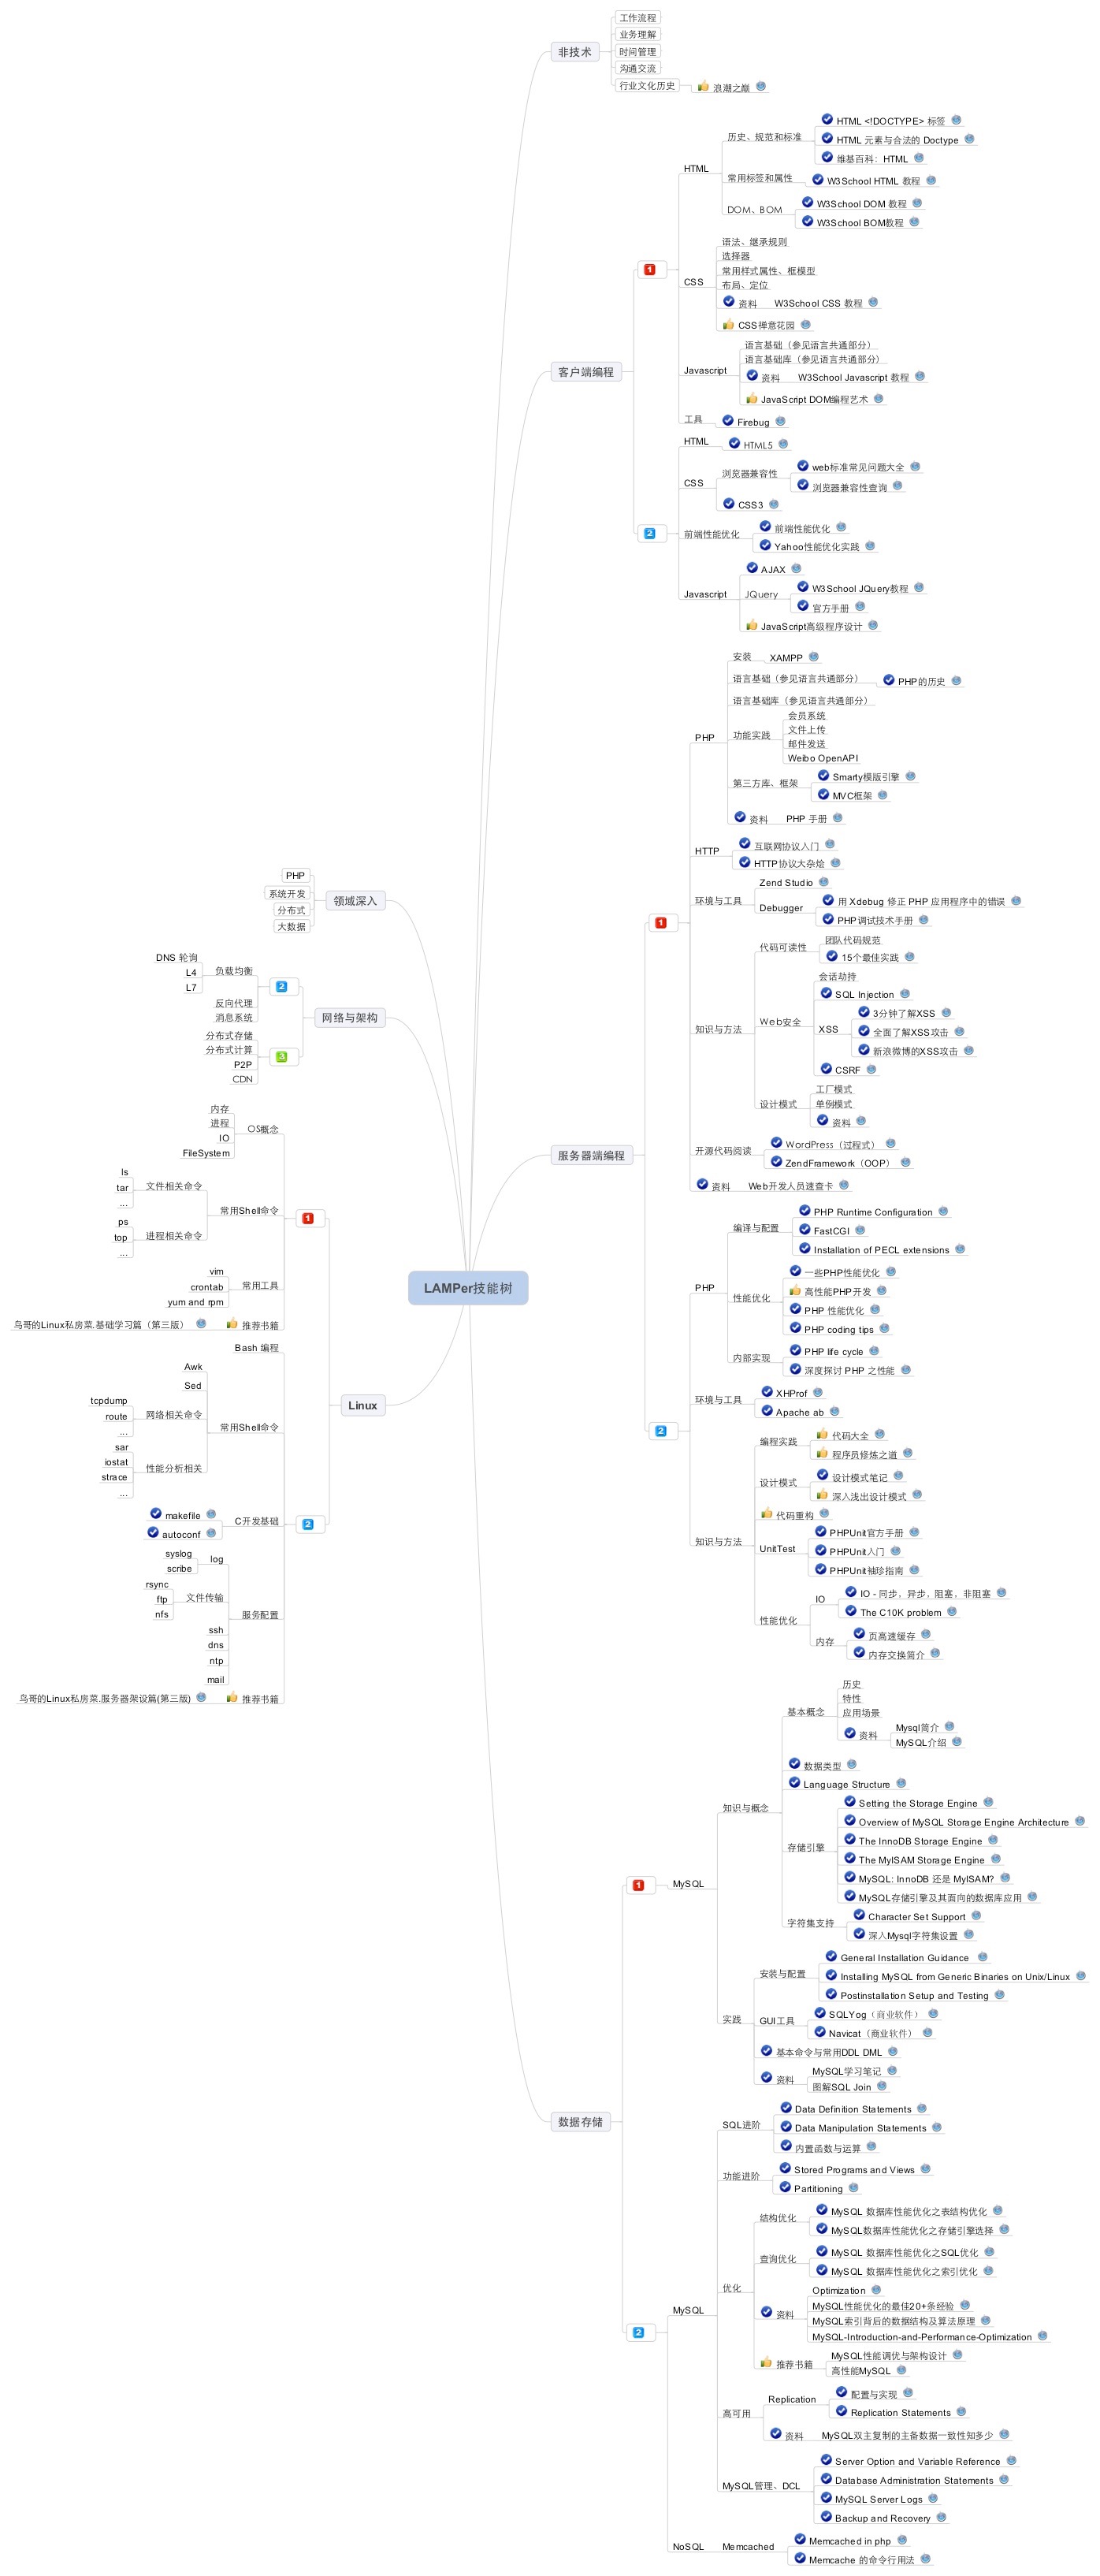 非技术
工作流程
业务理解
时间管理
沟通交流
行业文化历史
浪潮之巅
客户端编程
1
HTML
历史、规范和标准
HTML <!DOCTYPE> 标签
HTML 元素与合法的 Doctype
维基百科：HTML
常用标签和属性
W3School HTML 教程
DOM、BOM
W3School DOM 教程
W3School BOM教程
CSS
语法、继承规则
选择器
常用样式属性、框模型
布局、定位
资料
W3School CSS 教程
CSS禅意花园
Javascript
语言基础（参见语言共通部分）
语言基础库（参见语言共通部分）
资料
W3School Javascript 教程
JavaScript DOM编程艺术
工具
Firebug
2
HTML
HTML5
CSS
浏览器兼容性
web标准常见问题大全
浏览器兼容性查询
CSS3
前端性能优化
前端性能优化
Yahoo性能优化实践
Javascript
AJAX
JQuery
W3School JQuery教程
官方手册
JavaScript高级程序设计
服务器端编程
1
PHP
安装
XAMPP
语言基础（参见语言共通部分）
PHP的历史
语言基础库（参见语言共通部分）
功能实践
会员系统
文件上传
邮件发送
Weibo OpenAPI
第三方库、框架
Smarty模版引擎
MVC框架
资料
PHP 手册
HTTP
互联网协议入门
HTTP协议大杂烩
环境与工具
Zend Studio
Debugger
用 Xdebug 修正 PHP 应用程序中的错误
PHP调试技术手册
知识与方法
代码可读性
团队代码规范
15个最佳实践
Web安全
会话劫持
SQL Injection
XSS
3分钟了解XSS
全面了解XSS攻击
新浪微博的XSS攻击
CSRF
设计模式
工厂模式
单例模式
资料
开源代码阅读
WordPress（过程式）
ZendFramework（OOP）
资料
Web开发人员速查卡
2
PHP
编译与配置
PHP Runtime Configuration
FastCGI
Installation of PECL extensions
性能优化
一些PHP性能优化
高性能PHP开发
PHP 性能优化
PHP coding tips
内部实现
PHP life cycle
深度探讨 PHP 之性能
环境与工具
XHProf
Apache ab
知识与方法
编程实践
代码大全
程序员修炼之道
设计模式
设计模式笔记
深入浅出设计模式
代码重构
UnitTest
PHPUnit官方手册
PHPUnit入门
PHPUnit袖珍指南
性能优化
IO
IO - 同步，异步，阻塞，非阻塞
The C10K problem
内存
页高速缓存
内存交换简介
数据存储
1
MySQL
知识与概念
基本概念
历史
特性
应用场景
资料
Mysql简介
MySQL介绍
数据类型
Language Structure
存储引擎
Setting the Storage Engine
Overview of MySQL Storage Engine Architecture
The InnoDB Storage Engine
The MyISAM Storage Engine
MySQL: InnoDB 还是 MyISAM?
MySQL存储引擎及其面向的数据库应用
字符集支持
Character Set Support
深入Mysql字符集设置
实践
安装与配置
General Installation Guidance
Installing MySQL from Generic Binaries on Unix/Linux
Postinstallation Setup and Testing
GUI工具
SQLYog（商业软件）
Navicat（商业软件）
基本命令与常用DDL DML
资料
MySQL学习笔记
图解SQL Join
2
MySQL
SQL进阶
Data Definition Statements
Data Manipulation Statements
内置函数与运算
功能进阶
Stored Programs and Views
Partitioning
优化
结构优化
MySQL 数据库性能优化之表结构优化
MySQL数据库性能优化之存储引擎选择
查询优化
MySQL 数据库性能优化之SQL优化
MySQL 数据库性能优化之索引优化
资料
Optimization
MySQL性能优化的最佳20+条经验
MySQL索引背后的数据结构及算法原理
MySQL-Introduction-and-Performance-Optimization
推荐书籍
MySQL性能调优与架构设计
高性能MySQL
高可用
Replication
配置与实现
Replication Statements
资料
MySQL双主复制的主备数据一致性知多少
MySQL管理、DCL
Server Option and Variable Reference
Database Administration Statements
MySQL Server Logs
Backup and Recovery
NoSQL
Memcached
Memcached in php
Memcache 的命令行用法
LAMPer技能树
领域深入
PHP
系统开发
分布式
大数据
网络与架构
2
负载均衡
DNS 轮询
L4
L7
反向代理
消息系统
3
分布式存储
分布式计算
P2P
CDN
Linux
1
OS概念
内存
进程
IO
FileSystem
常用Shell命令
文件相关命令
ls
tar
...
进程相关命令
ps
top
...
常用工具
vim
crontab
yum and rpm
推荐书籍
鸟哥的Linux私房菜.基础学习篇（第三版）
2
Bash 编程
常用Shell命令
Awk
Sed
网络相关命令
tcpdump
route
...
性能分析相关
sar
iostat
strace
...
C开发基础
makefile
autoconf
服务配置
log
syslog
scribe
文件传输
rsync
ftp
nfs
ssh
dns
ntp
mail
推荐书籍
鸟哥的Linux私房菜.服务器架设篇(第三版)